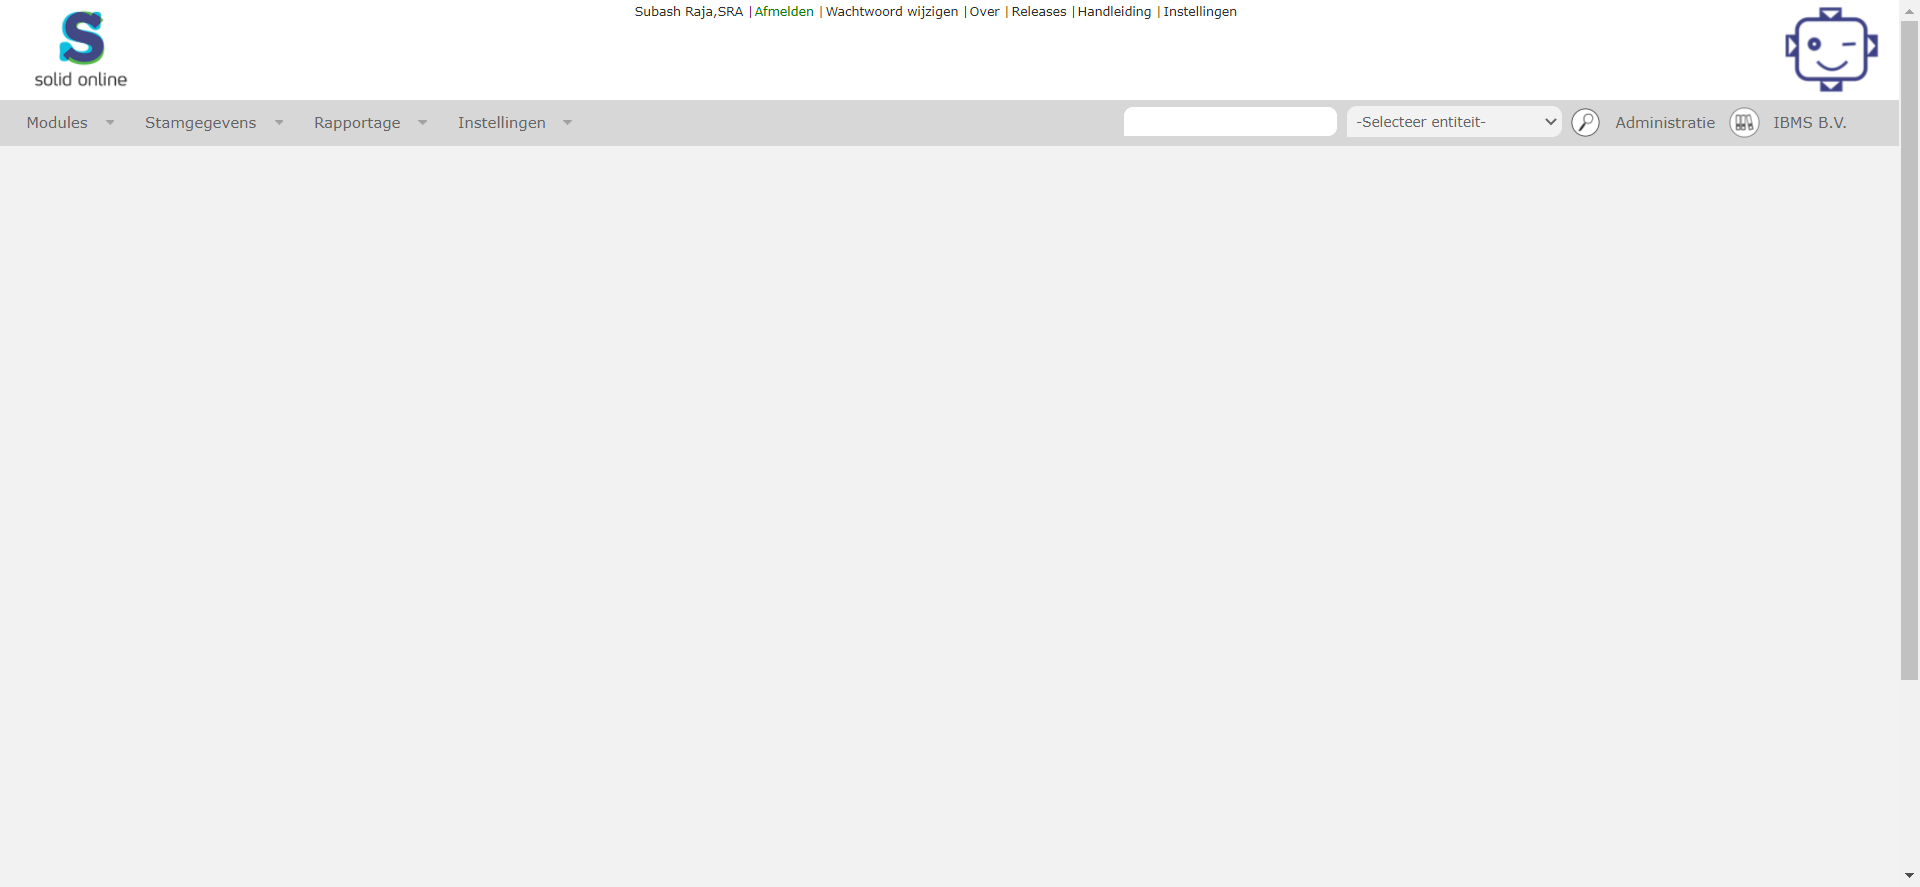 Subash Raja,SRA |Afmelden |Wachtwoord wijzigen |Over |Releases |Handleiding |Instellingen
S
solid online
Modules Stamgegevens Rapportage Instellingen -Selecteer entiteit- Administratie IBMS B.V.